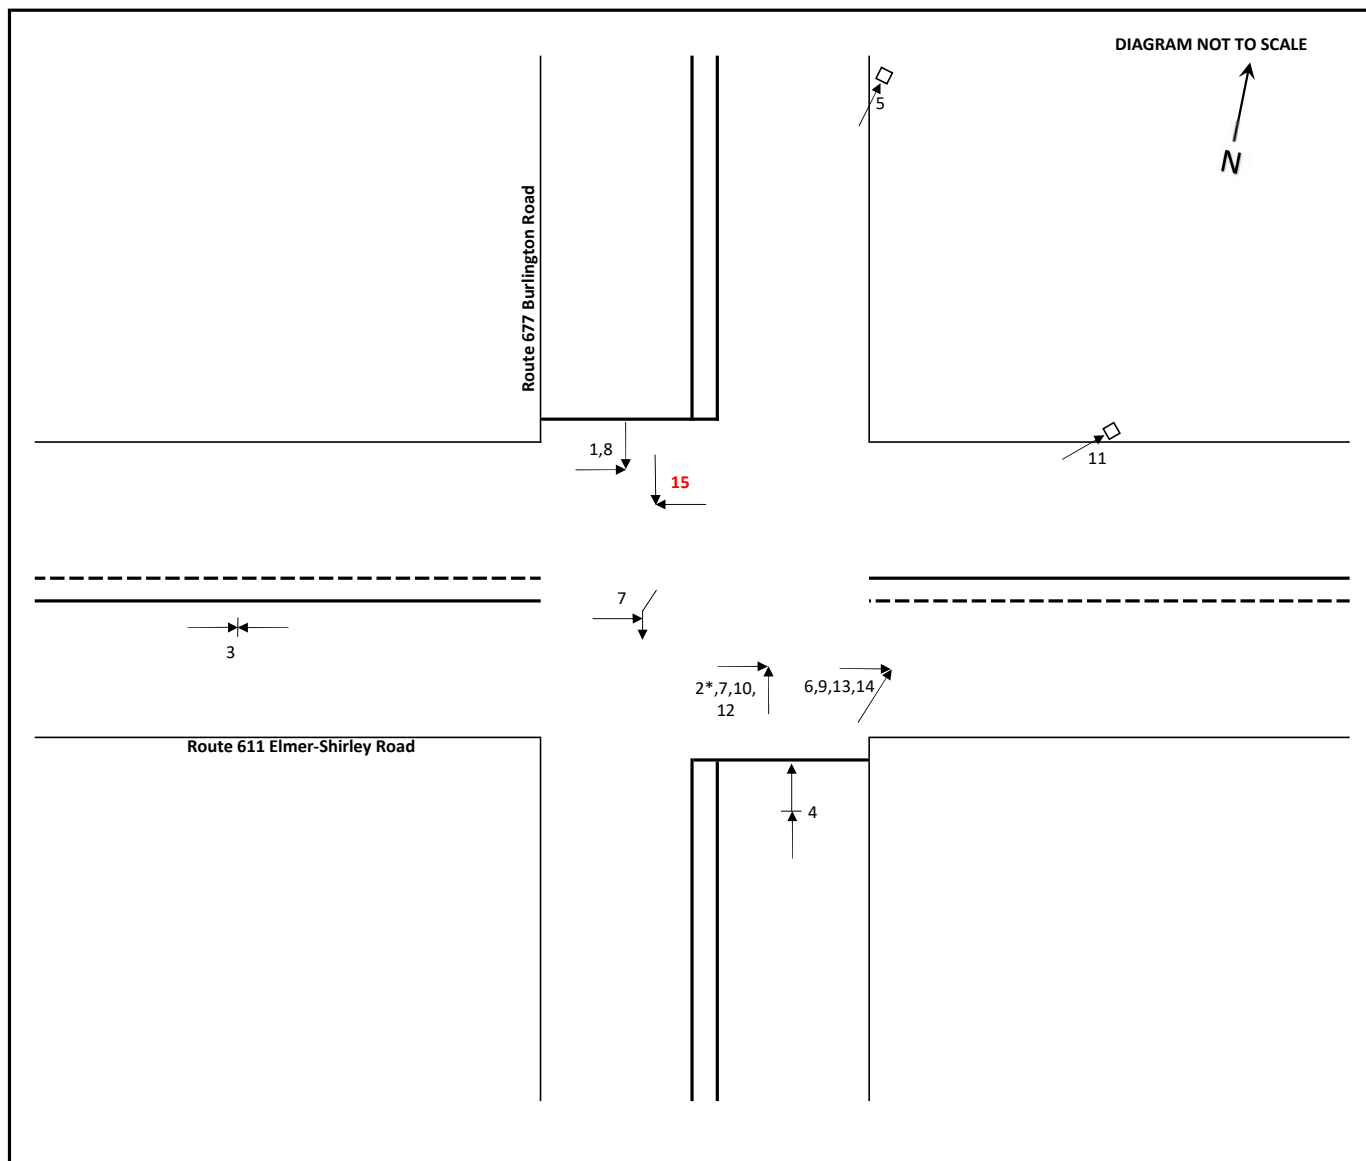 DIAGRAM NOT TO SCALE
N
5
Route 677 Burlington Road
1,8
15
11
7
3
2*,7,10,
12
6,9,13,14
Route 611 Elmer-Shirley Road
4